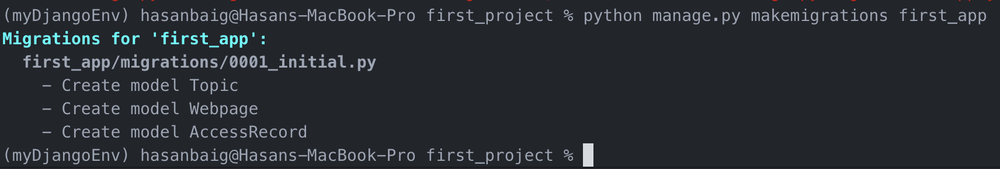 (myDjangoEnv) hasanbaig@Hasans-MacBook-Pro first_project % python manage.py makemigrations first_app
Migrations for 'first_app':
  first_app/migrations/0001_initial.py
    - Create model Topic
    - Create model Webpage
    - Create model AccessRecord
(myDjangoEnv) hasanbaig@Hasans-MacBook-Pro first_project %